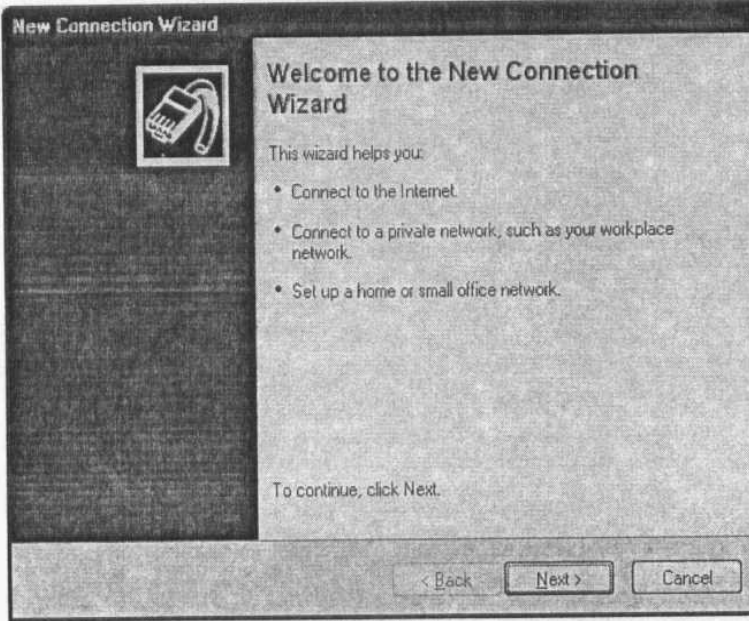 New Connection Wizard
Welcome to the New Connection
Wizard
This wizard helps you:
• Connect to the Internet.
• Connect to a private network, such as your workplace
network.
• Set up a home or small office network.
To continue, click Next.
< Back
Next >
Cancel